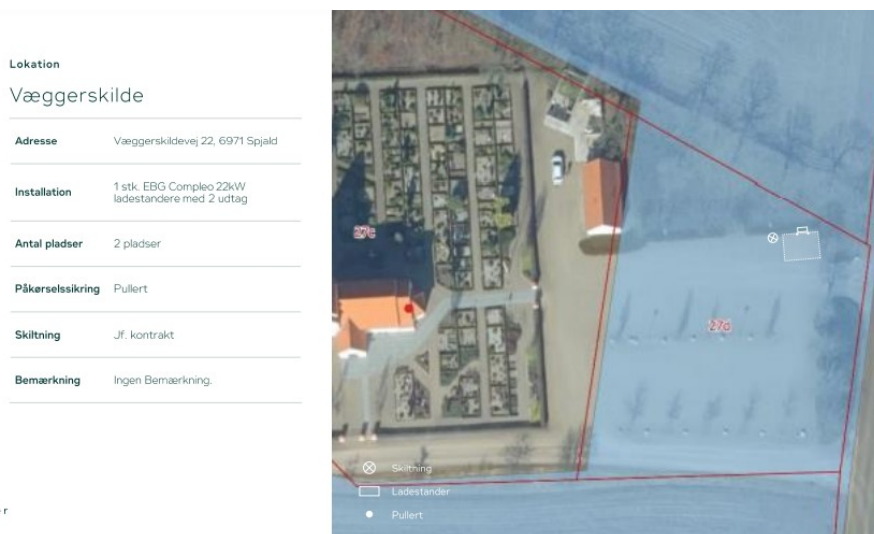 Lokation
Væggerskilde
Adresse Væggerskildevej 22, 6971 Spjald
Installation 1 stk. EBG Compleo 22kW
ladestandere med 2 udtag
Antal pladser 2 pladser
Påkørselssikring Pullert
Skiltning Jf. kontrakt
Bemærkning Ingen Bemærkning.
27c
27d
Skiltning
Ladestander
Pullert